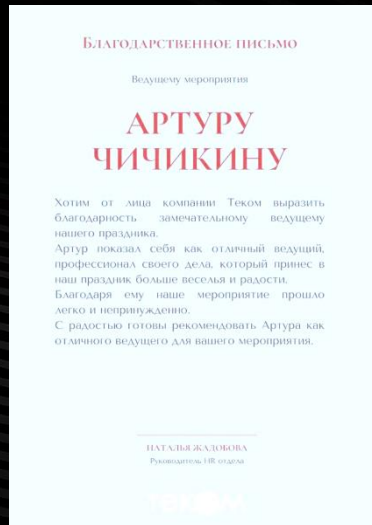 Благодарственное письмо
Ведущему мероприятия
АРТУРУ
ЧИЧИКИНУ
Хотим от лица компании Теком выразить
благодарность замечательному ведущему
нашего праздника.
Артур показал себя как отличный ведущий,
профессионал своего дела, который принес в
наш праздник больше веселья и радости.
Благодаря ему наше мероприятие прошло
легко и непринужденно.
С радостью готовы рекомендовать Артура как
отличного ведущего для вашего мероприятия.
НАТАЛЬЯ ЖАДОБОВА
Руководитель HR отдела
ТЕКОМ